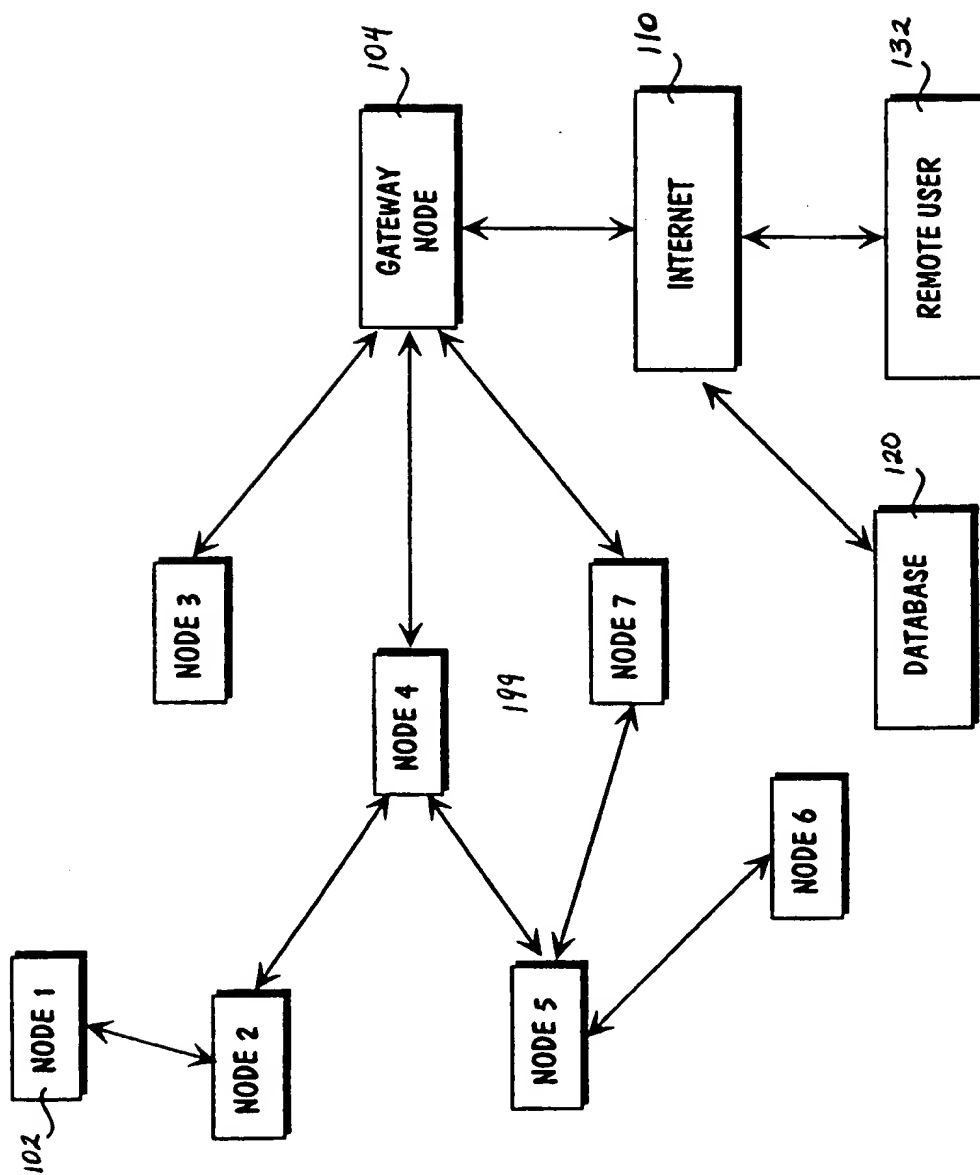 102
NODE 1
NODE 2
NODE 3
NODE 4
NODE 5
NODE 6
NODE 7
199
GATEWAY
NODE
104
INTERNET
110
DATABASE
120
REMOTE USER
132